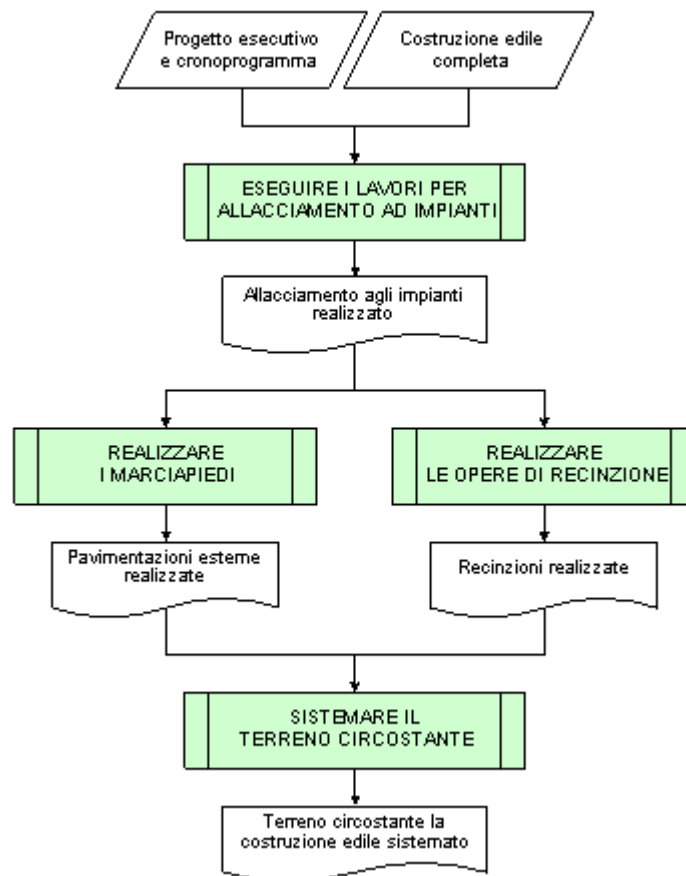 Progetto esecutivo
e cronoprogramma
Costruzione edile
completa
ESEGUIRE I LAVORI PER
ALLACCIAMENTO AD IMPIANTI
Allacciamento agli impianti
realizzato
REALIZZARE
I MARCIAPIEDI
REALIZZARE
LE OPERE DI RECINZIONE
Pavimentazioni esterne
realizzate
Recinzioni realizzate
SISTEMARE IL
TERRENO CIRCOSTANTE
Terreno circostante la
costruzione edile sistemato